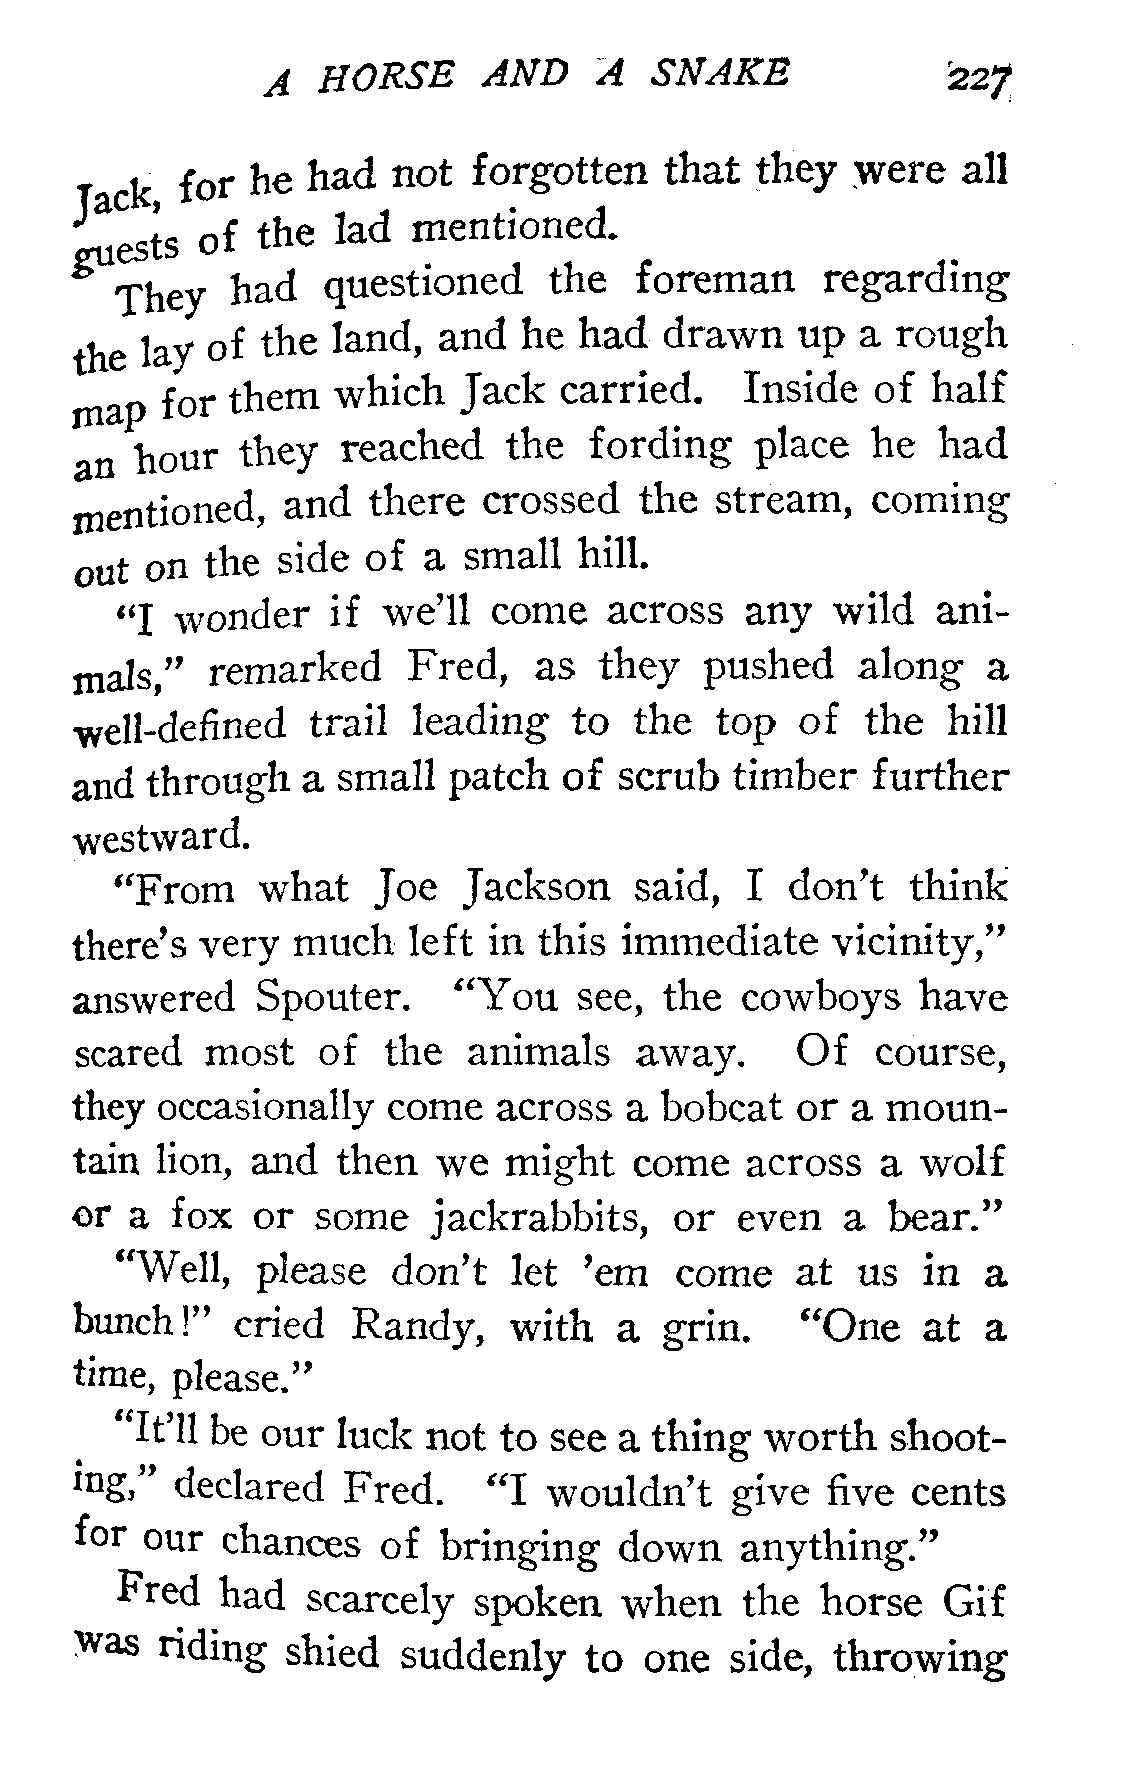 A HORSE AND A SNAKE 227
Jack, for he had not forgotten that they were all
guests of the lad mentioned.
They had questioned the foreman regarding
the lay of the land, and he had drawn up a rough
map for them which Jack carried. Inside of half
an hour they reached the fording place he had
mentioned, and there crossed the stream, coming
out on the side of a small hill.
“I wonder if we’ll come across any wild ani-
mals,” remarked Fred, as they pushed along a
well-defined trail leading to the top of the hill
and through a small patch of scrub timber further
westward.
“From what Joe Jackson said, I don’t think
there’s very much left in this immediate vicinity,”
answered Spouter. “You see, the cowboys have
scared most of the animals away. Of course,
they occasionally come across a bobcat or a moun-
tain lion, and then we might come across a wolf
or a fox or some jackrabbits, or even a bear.”
“Well, please don’t let ’em come at us in a
bunch!” cried Randy, with a grin. “One at a
time, please.”
“It’ll be our luck not to see a thing worth shoot-
ing,” declared Fred. “I wouldn’t give five cents
for our chances of bringing down anything.”
Fred had scarcely spoken when the horse Gif
was riding shied suddenly to one side, throwing